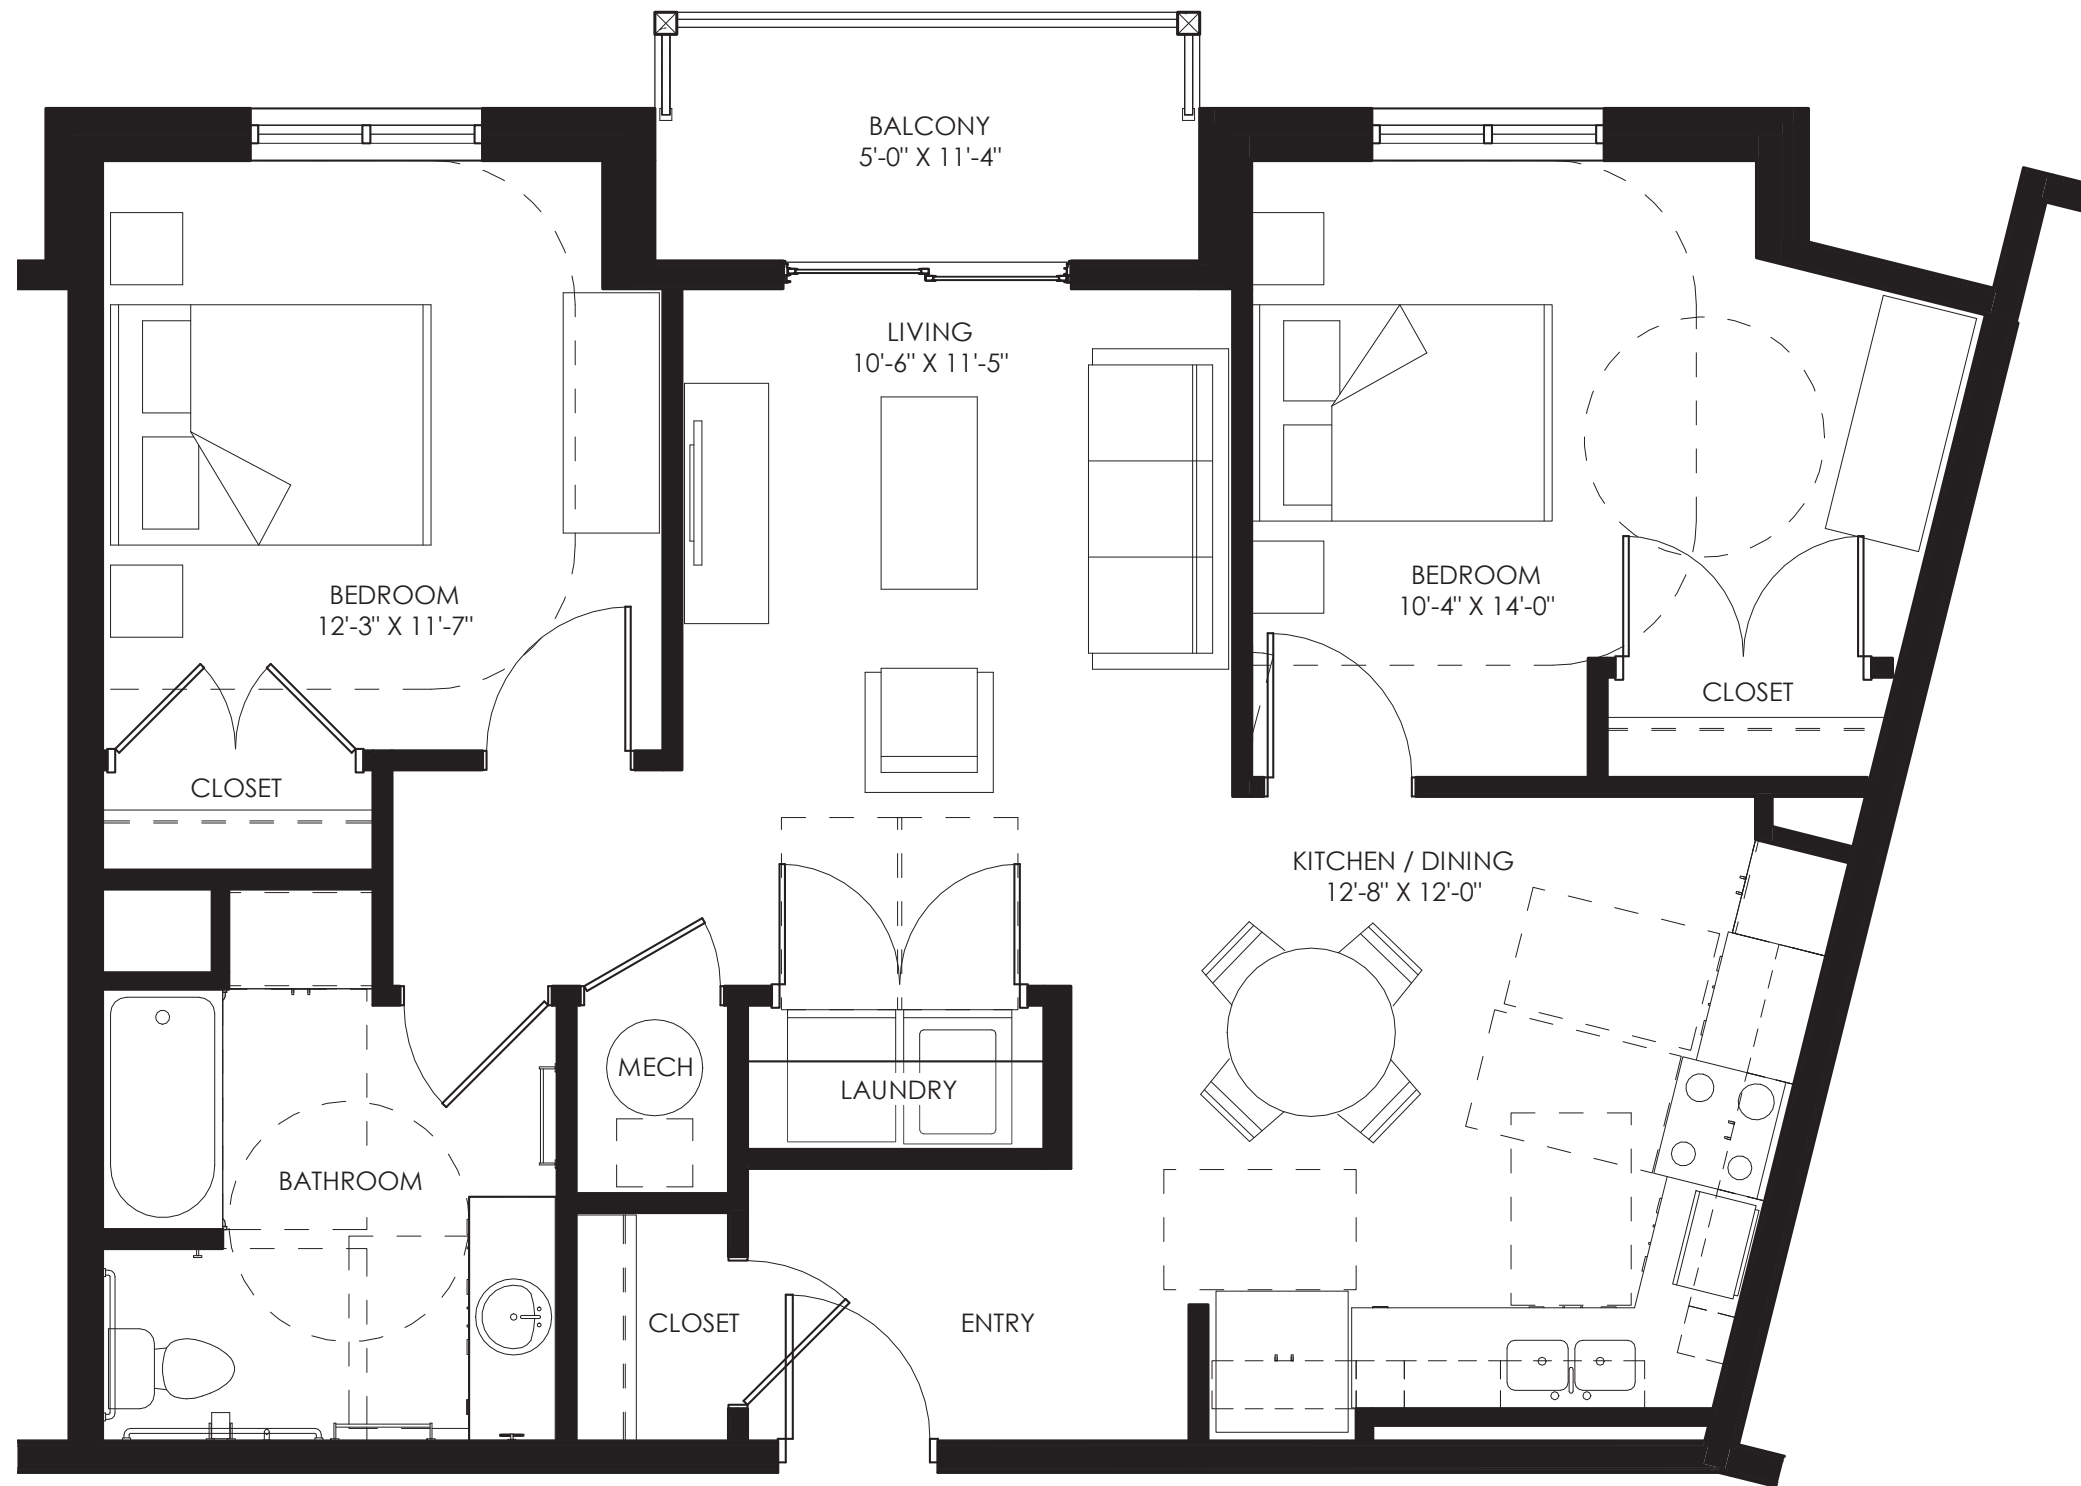 BALCONY
5'-0" X 11'-4"
LIVING
10'-6" X 11'-5"
BEDROOM
12'-3" X 11'-7"
BEDROOM
10'-4" X 14'-0"
CLOSET
CLOSET
KITCHEN / DINING
12'-8" X 12'-0"
MECH
LAUNDRY
BATHROOM
CLOSET
ENTRY